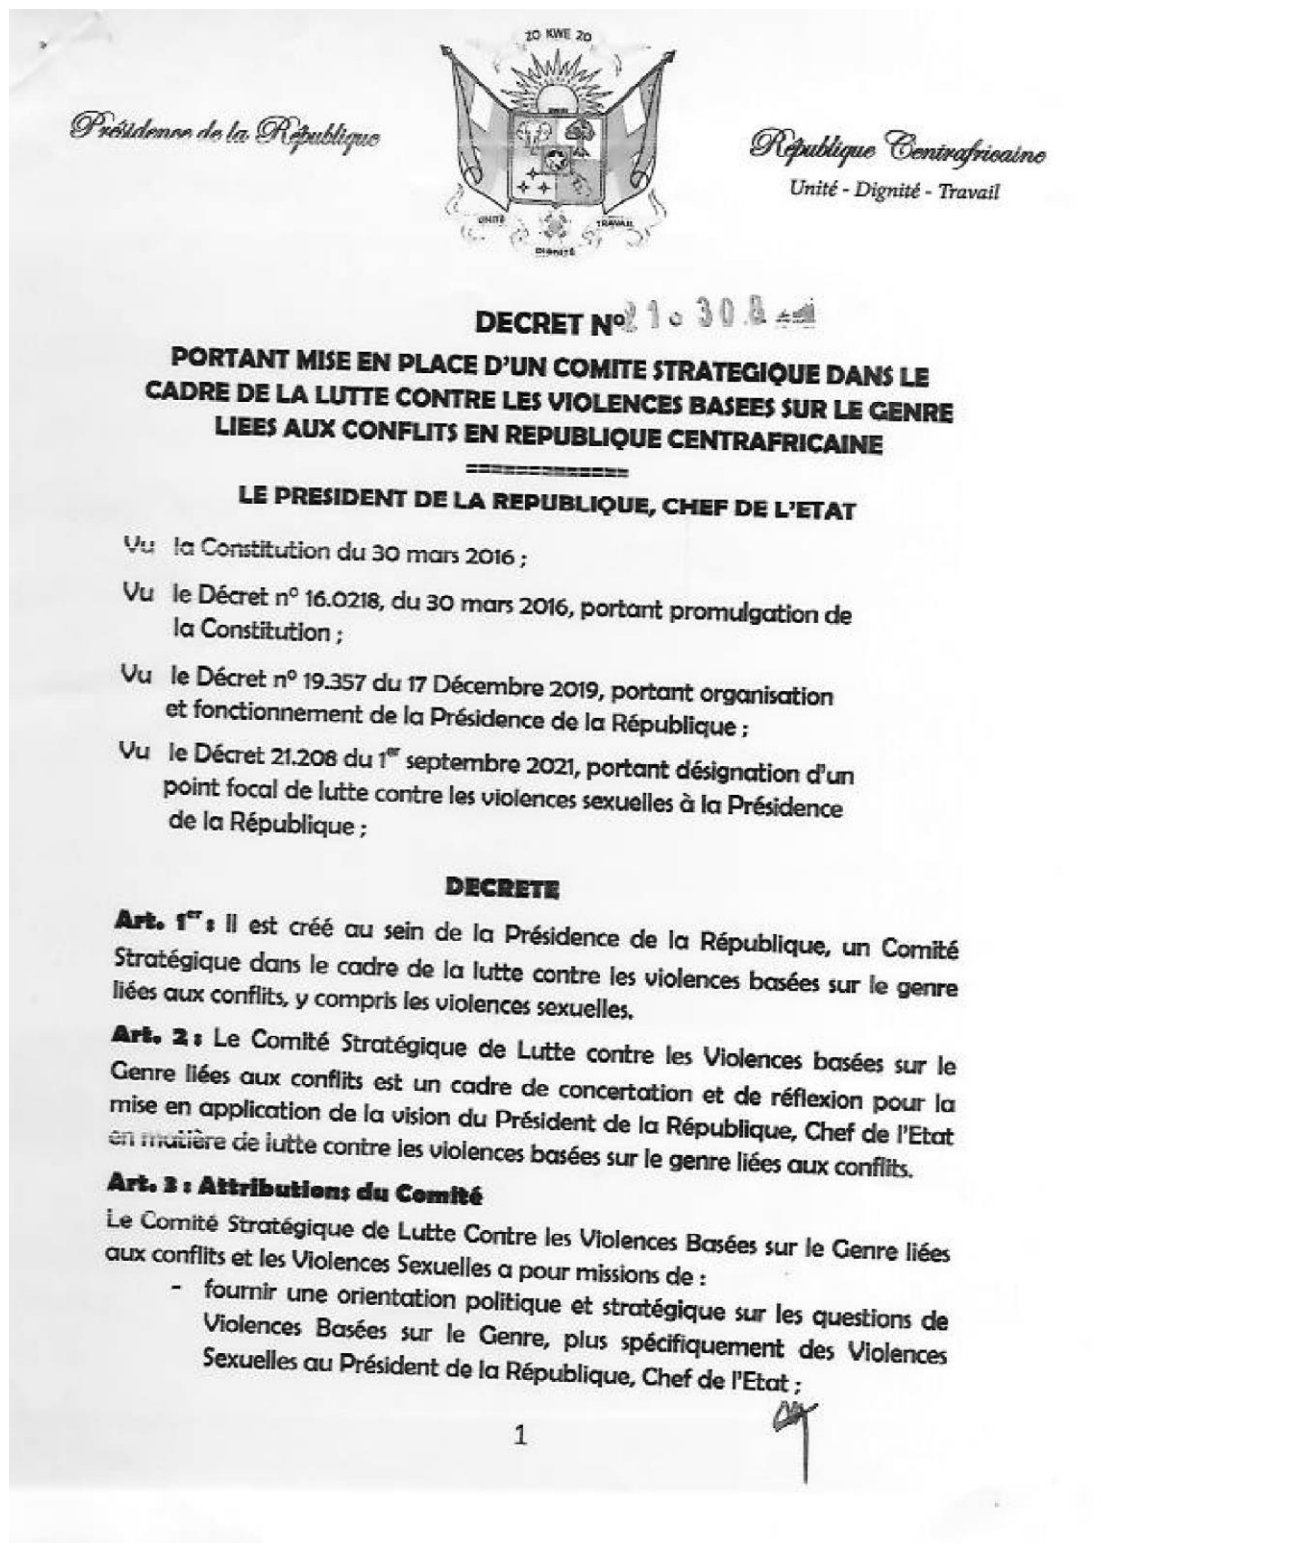 ZO KWE ZO
Présidence de la République
République Centrafricaine
Unité - Dignité - Travail
UNITÉ
TRAVAIL
DIGNITÉ
DECRET N° 21. 308
PORTANT MISE EN PLACE D'UN COMITE STRATEGIQUE DANS LE
CADRE DE LA LUTTE CONTRE LES VIOLENCES BASEES SUR LE GENRE
LIEES AUX CONFLITS EN REPUBLIQUE CENTRAFRICAINE
=============
LE PRESIDENT DE LA REPUBLIQUE, CHEF DE L'ETAT
Vu la Constitution du 30 mars 2016 ;
Vu le Décret n° 16.0218, du 30 mars 2016, portant promulgation de
la Constitution ;
Vu le Décret n° 19.357 du 17 Décembre 2019, portant organisation
et fonctionnement de la Présidence de la République ;
Vu le Décret 21.208 du 1er septembre 2021, portant désignation d'un
point focal de lutte contre les violences sexuelles à la Présidence
de la République ;
DECRETE
Art. 1er : Il est créé au sein de la Présidence de la République, un Comité
Stratégique dans le cadre de la lutte contre les violences basées sur le genre
liées aux conflits, y compris les violences sexuelles.
Art. 2 : Le Comité Stratégique de Lutte contre les Violences basées sur le
Genre liées aux conflits est un cadre de concertation et de réflexion pour la
mise en application de la vision du Président de la République, Chef de l'Etat
en matière de lutte contre les violences basées sur le genre liées aux conflits.
Art. 3 : Attributions du Comité
Le Comité Stratégique de Lutte Contre les Violences Basées sur le Genre liées
aux conflits et les Violences Sexuelles a pour missions de :
- fournir une orientation politique et stratégique sur les questions de
Violences Basées sur le Genre, plus spécifiquement des Violences
Sexuelles au Président de la République, Chef de l'Etat ;
1